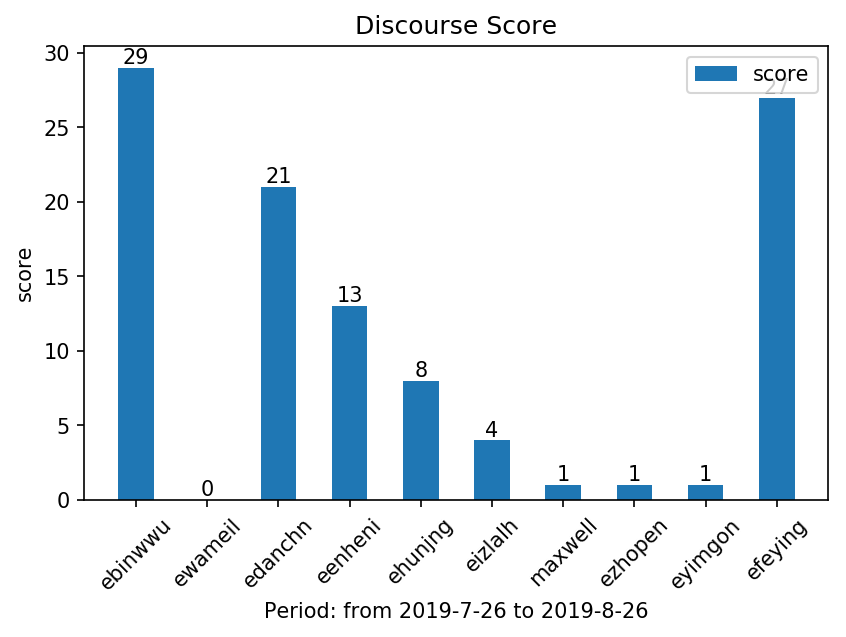 Discourse Score
score
27
30
29
25
21
20
15
13
10
8
5
4
1
1
1
0
0
score
ebinwwu
ewameil
edanchn
eenheni
ehunjng
eizlalh
maxwell
ezhopen
eyimgon
efeying
Period: from 2019-7-26 to 2019-8-26